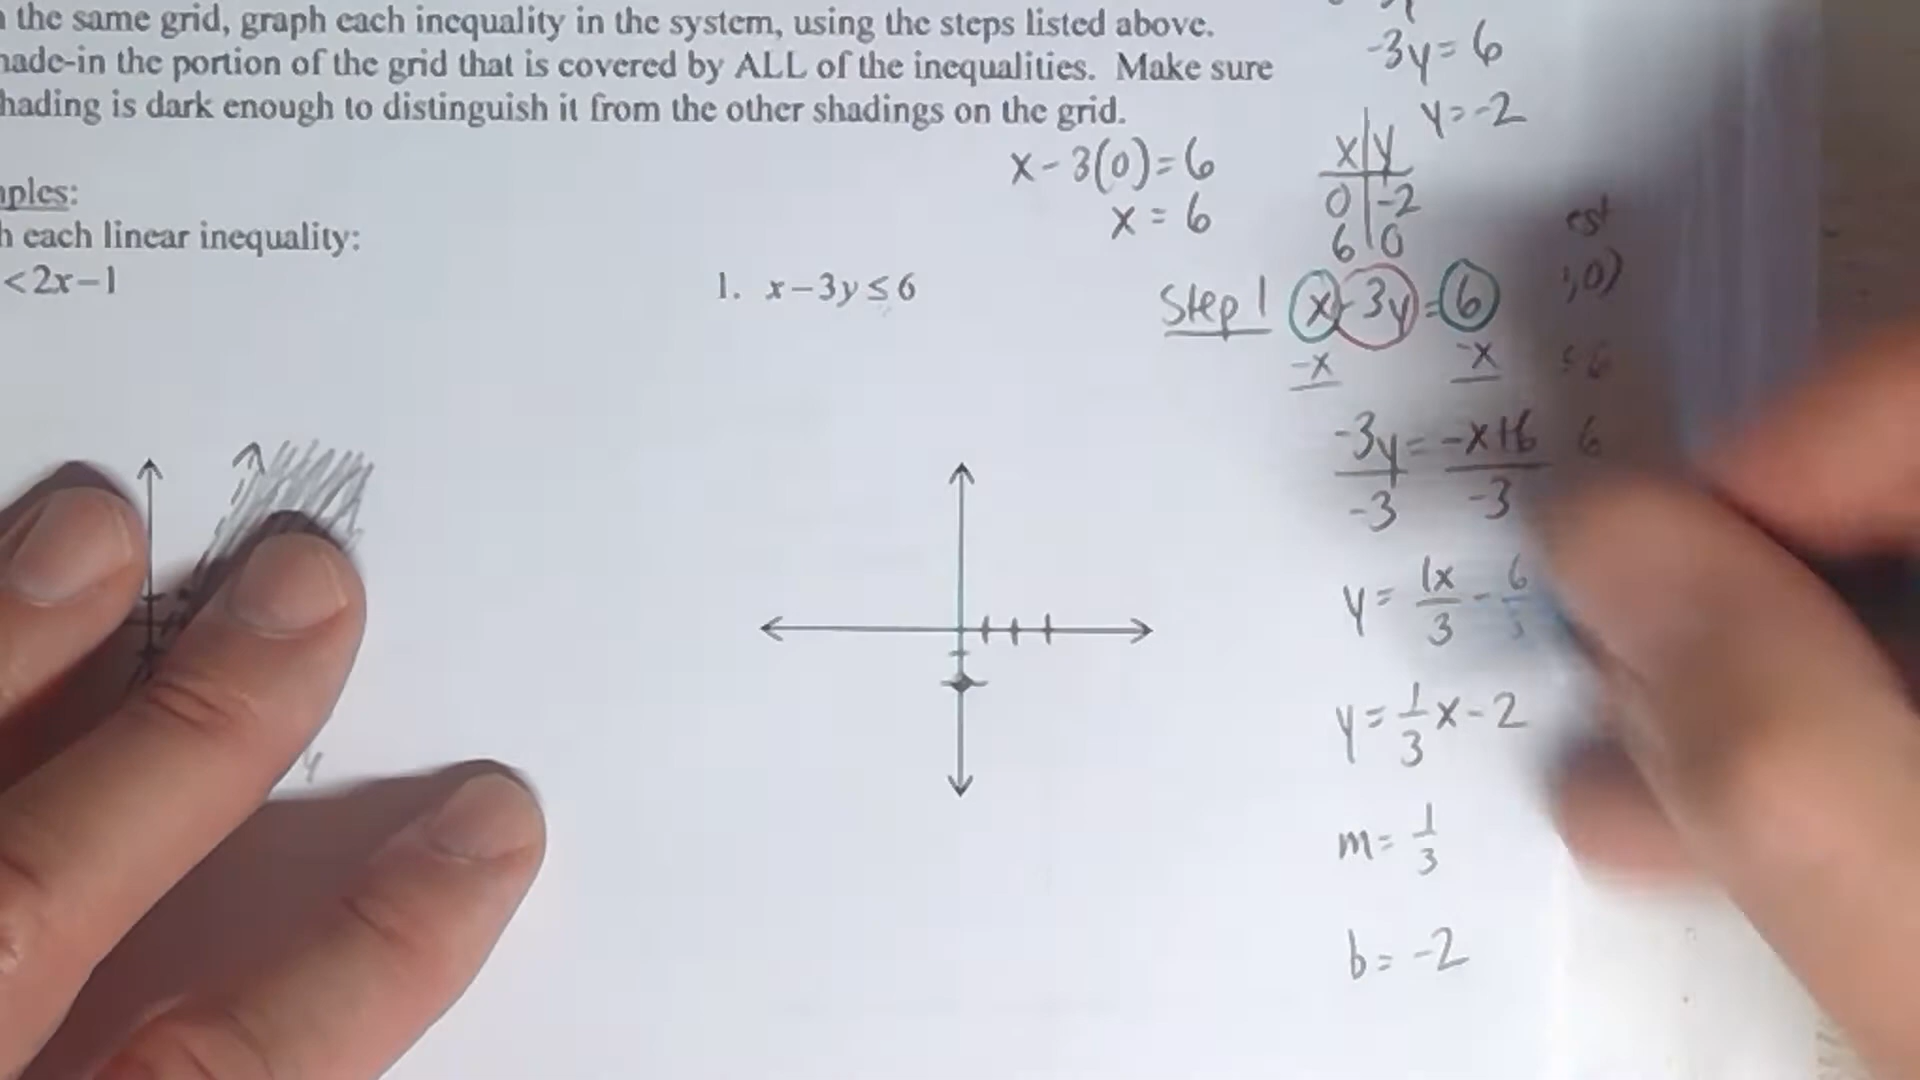 the same grid, graph each inequality in the system, using the steps listed above.
in the portion of the grid that is covered by ALL of the inequalities. Make sure
is dark enough to distinguish it from the other shadings on the grid.
each linear inequality:
<2x-1
1. x-3y≤6
x-3(0)=6
x=6
-3y=6
y=-2
x|y
0|-2
6|0
Step 1 x-3y=6
-x -x
-3y=-x+6
-3 -3
y=1x/3-6
y=1/3x-2
m=1/3
b=-2